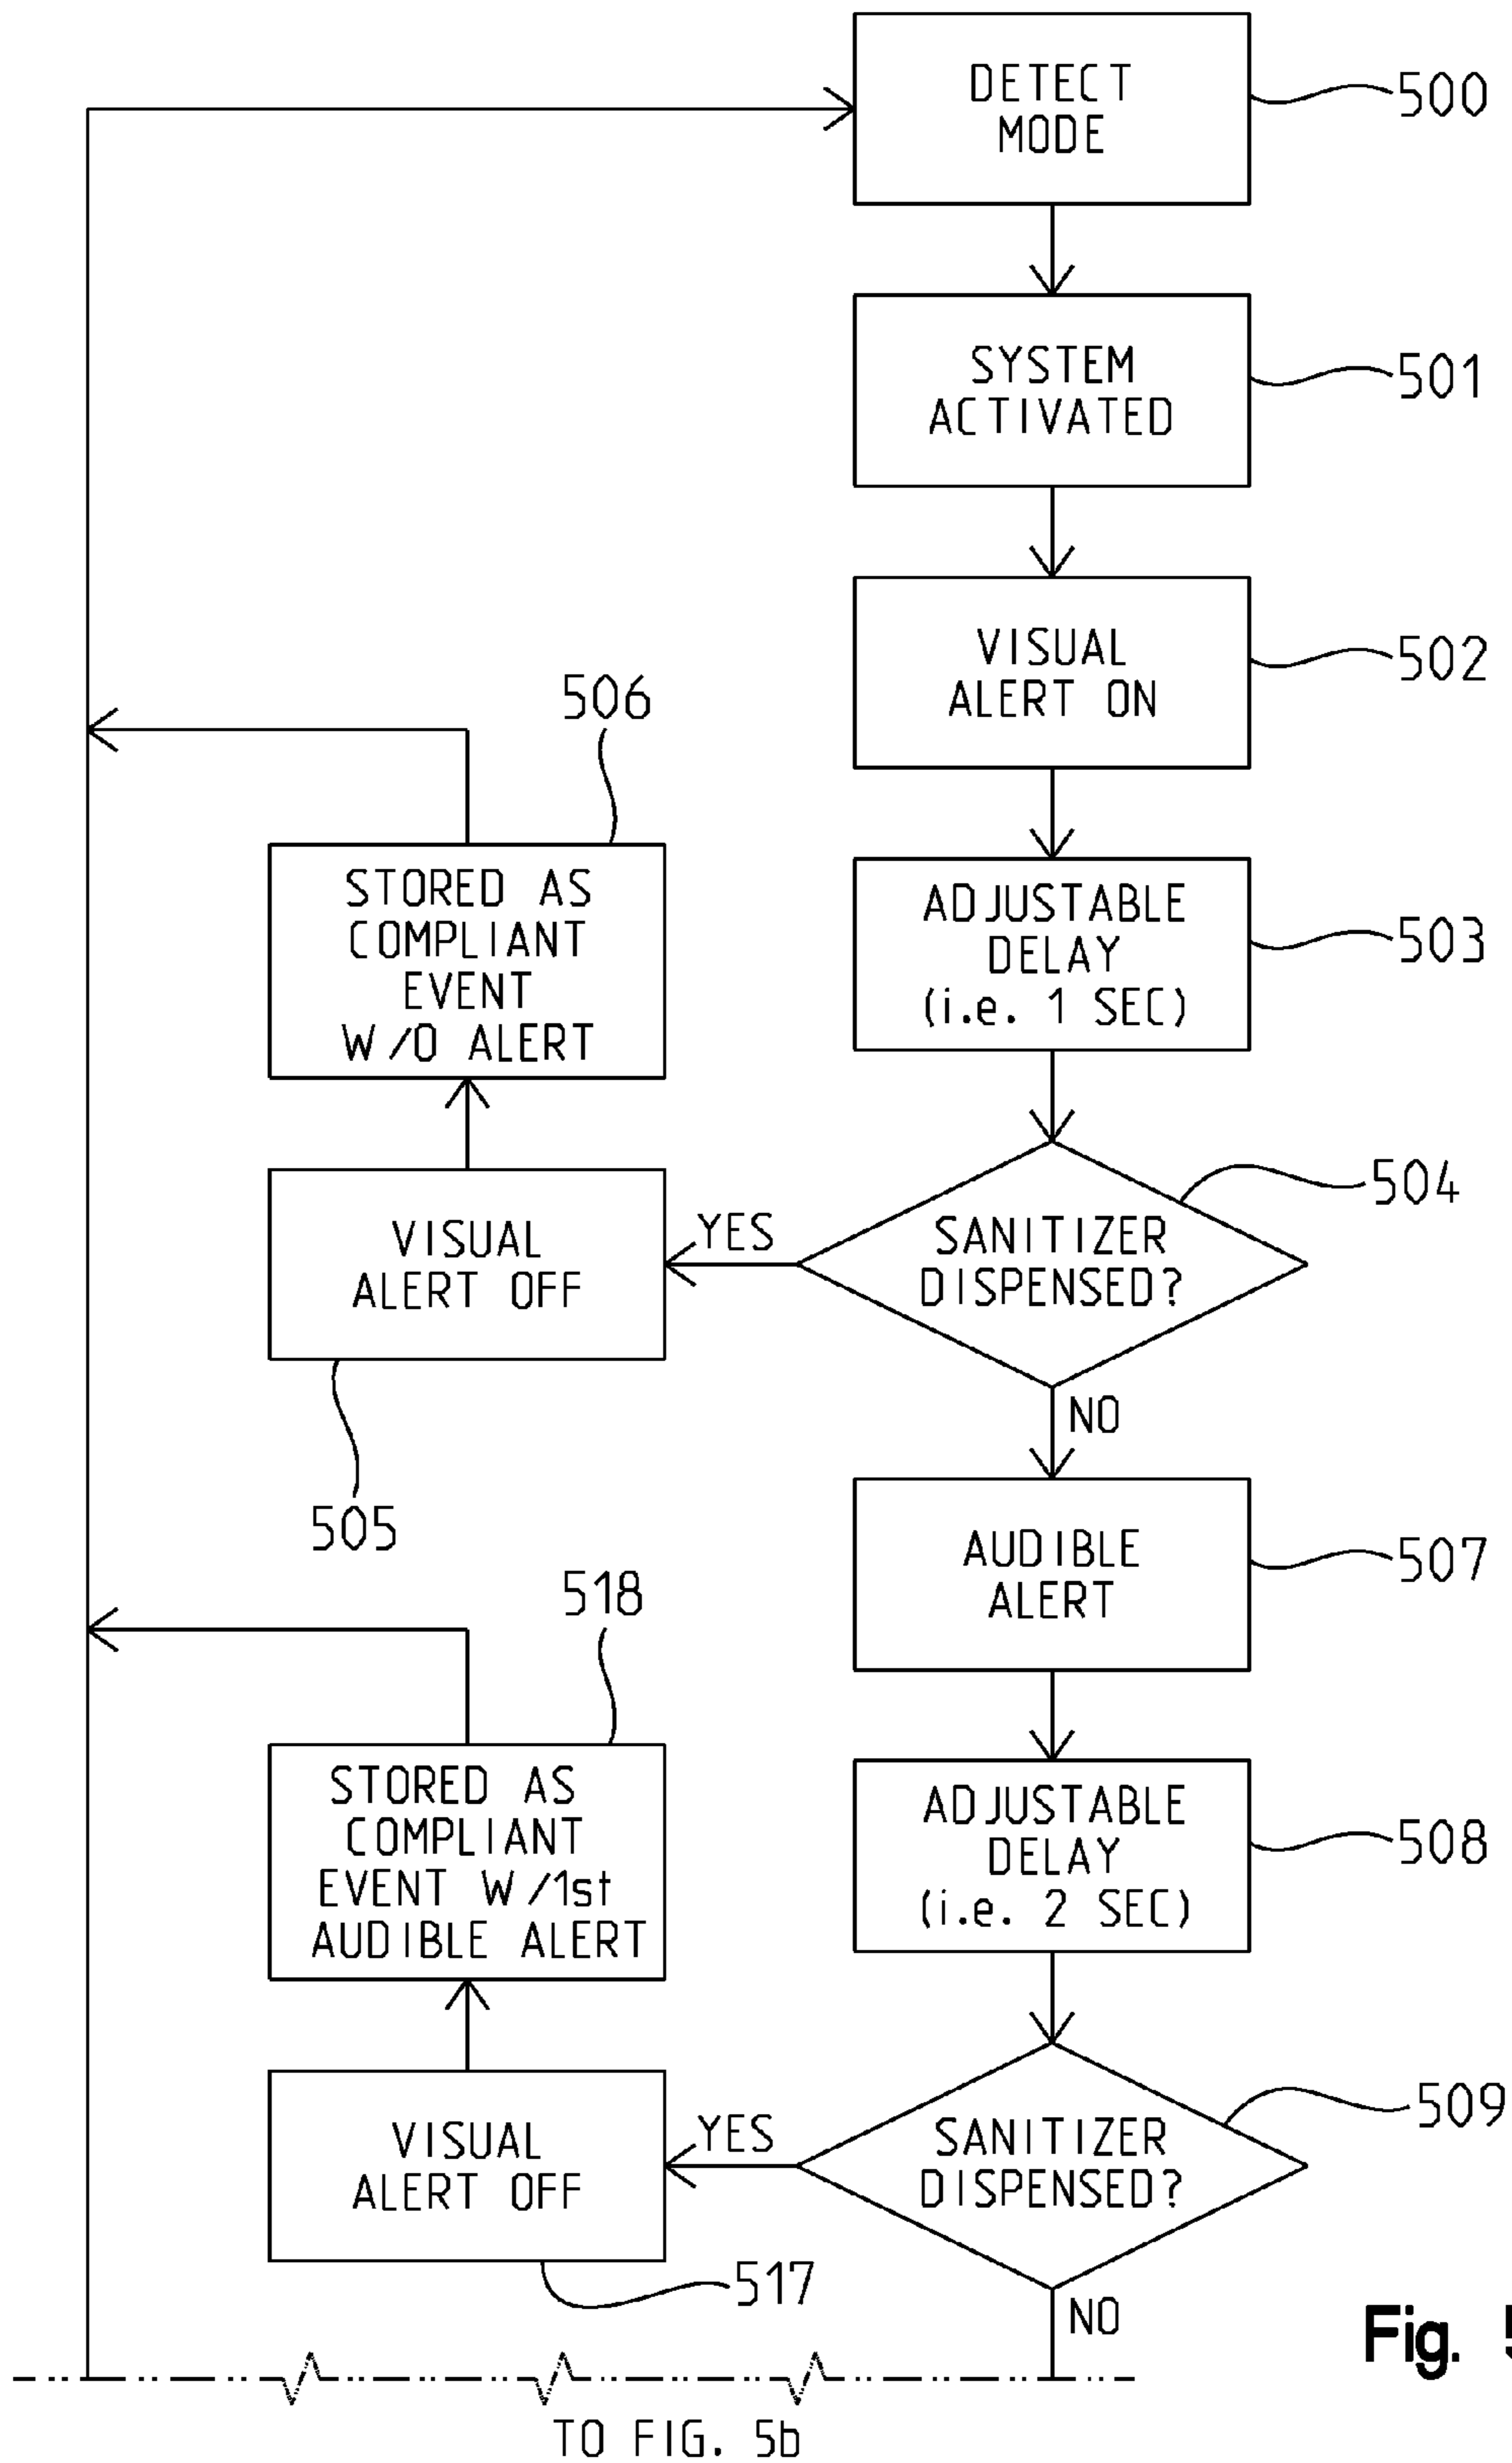 DETECT
MODE
500
SYSTEM
ACTIVATED
501
VISUAL
ALERT ON
502
506
STORED AS
COMPLIANT
EVENT
W/O ALERT
ADJUSTABLE
DELAY
(i.e. 1 SEC)
503
504
VISUAL
ALERT OFF
YES
SANITIZER
DISPENSED?
NO
505
AUDIBLE
ALERT
507
518
STORED AS
COMPLIANT
EVENT W/1st
AUDIBLE ALERT
ADJUSTABLE
DELAY
(i.e. 2 SEC)
508
509
VISUAL
ALERT OFF
YES
SANITIZER
DISPENSED?
517
NO
Fig. 5
TO FIG. 5b